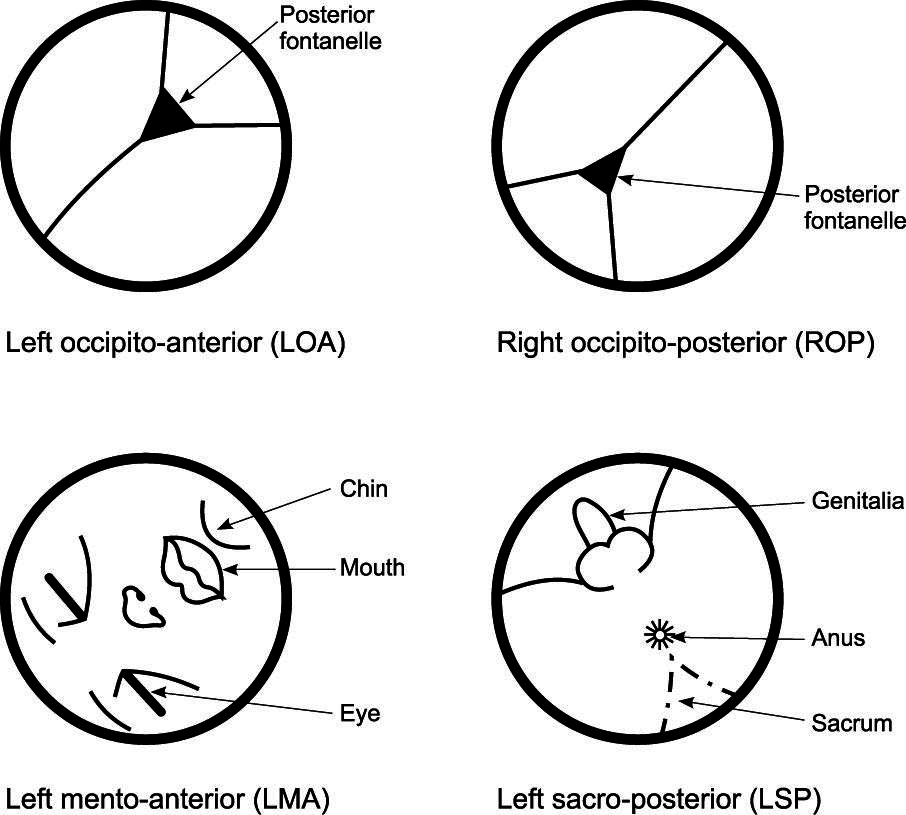 Posterior
fontanelle
Posterior
fontanelle
Left occipito-anterior (LOA)
Right occipito-posterior (ROP)
Chin
Mouth
Eye
Genitalia
Anus
Sacrum
Left mento-anterior (LMA)
Left sacro-posterior (LSP)